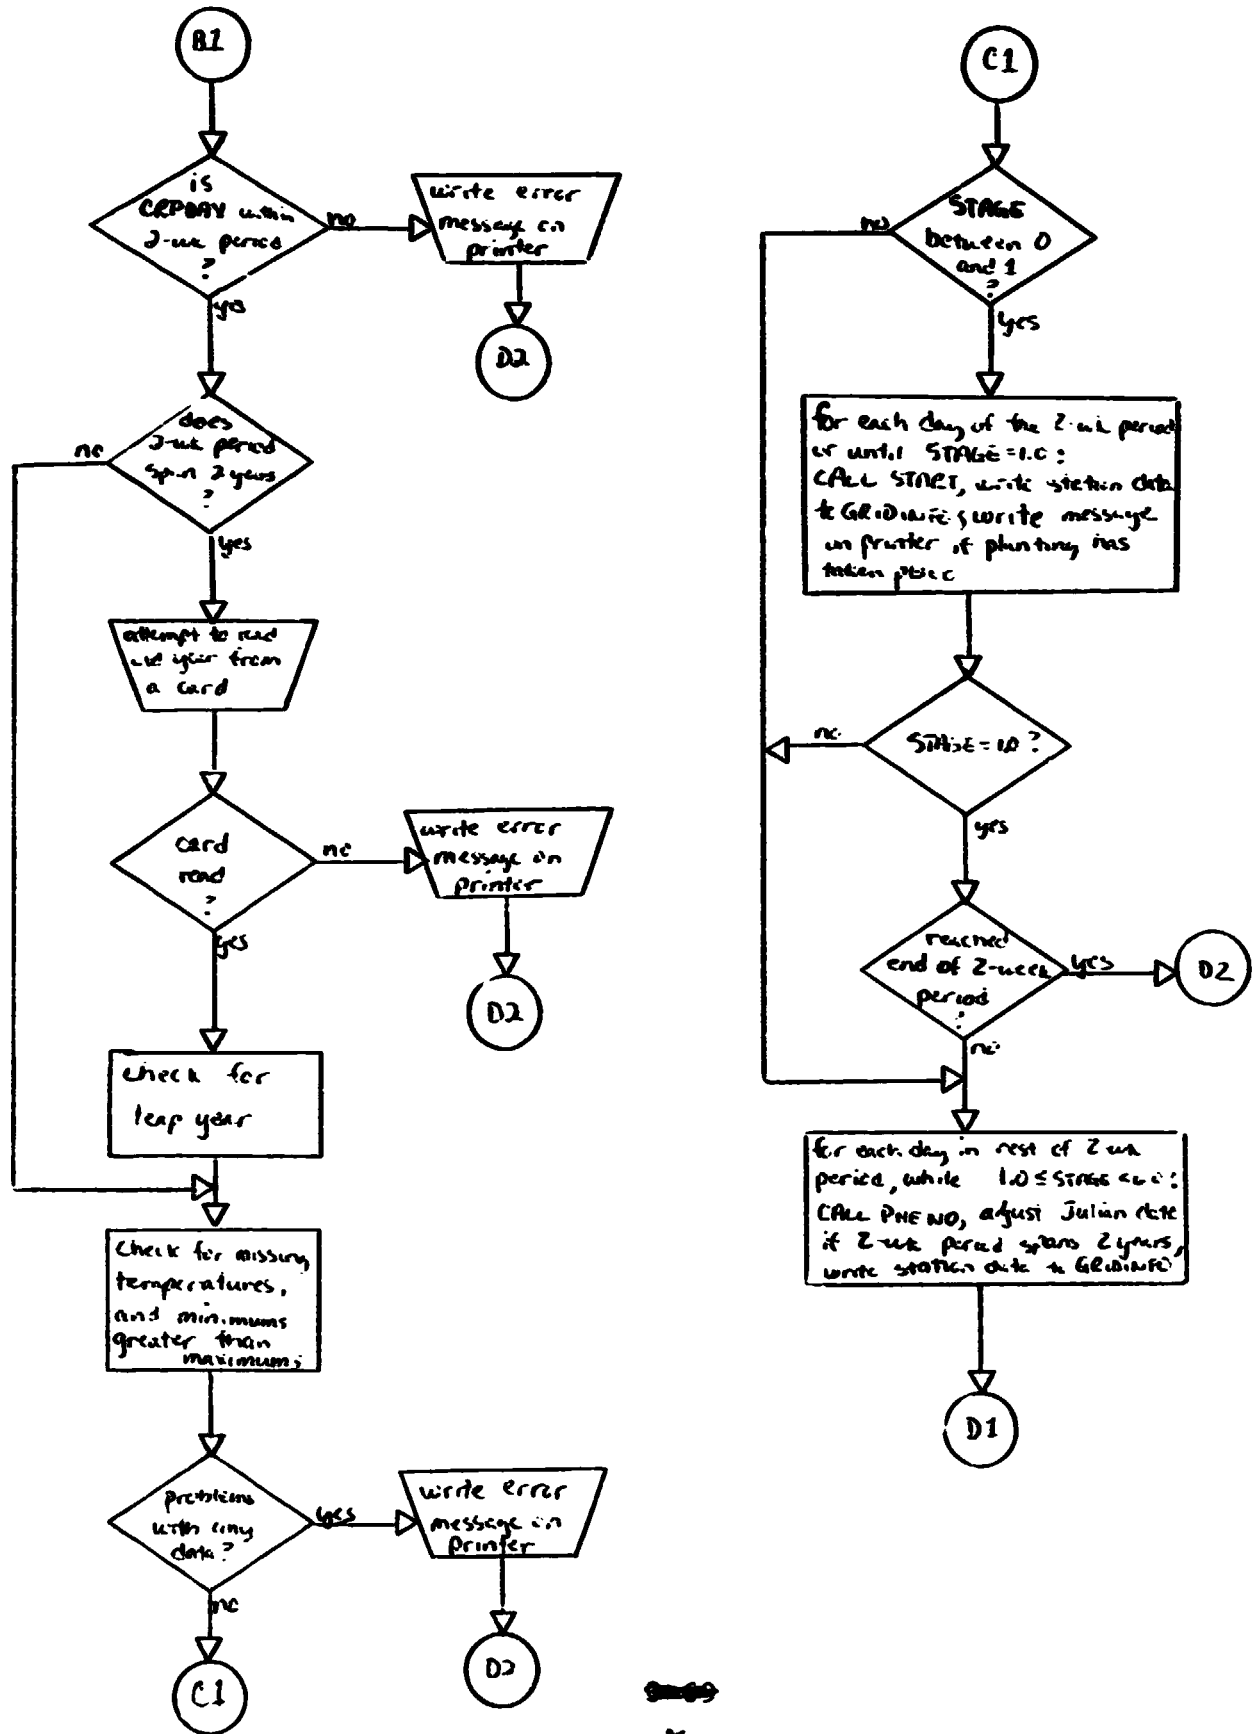 B1
is
CRPDAY within
2-wk period
?
no
write error
message on
printer
D2
yes
does
2-wk period
span 2 years
?
no
yes
attempt to read
year from
a card
card
read
?
no
write error
message on
printer
D2
yes
check for
leap year
Check for missing
temperatures,
and minimums
greater than
maximums
problems
with any
data?
yes
write error
message on
printer
D2
no
C1
C1
STAGE
between 0
and 1
?
no
yes
for each day of the 2-wk period
or until STAGE=1.0:
CALL START, write station data
to GRIDINFO; write message
on printer if planting has
taken place
STAGE=1.0?
no
yes
reached
end of 2-week
period
?
yes
D2
no
for each day in rest of 2-wk
period, while 1.0 ≤ STAGE <
CALL PHENO, adjust Julian date
if 2-wk period spans 2 years,
write station data to GRIDINFO
D1